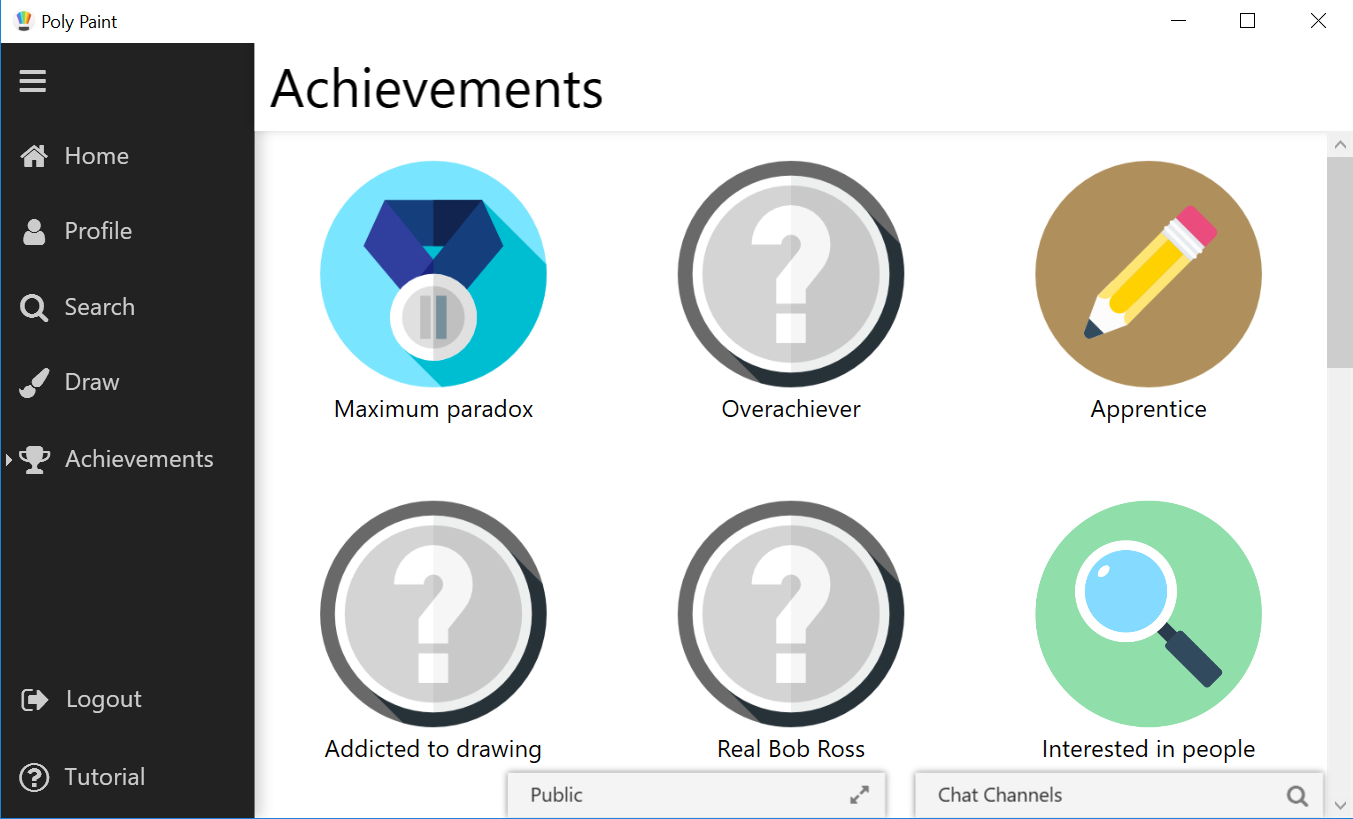 Poly Paint
Achievements
Home
Profile
Search
Draw
Achievements
Logout
Tutorial
Maximum paradox
Overachiever
Apprentice
Addicted to drawing
Real Bob Ross
Interested in people
Public
Chat Channels